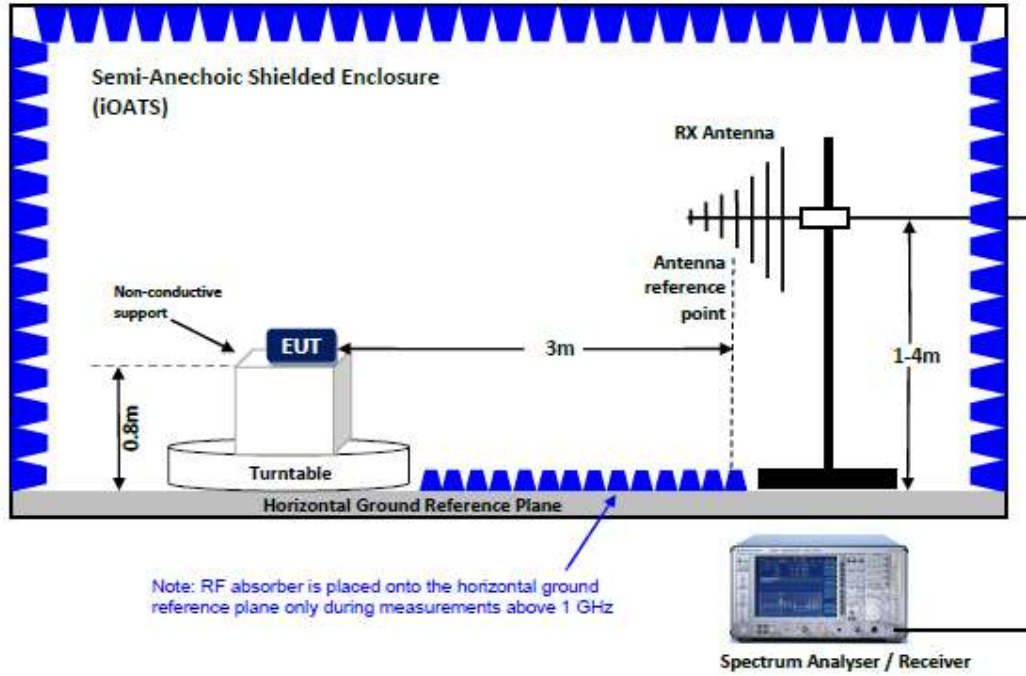 Semi-Anechoic Shielded Enclosure
(iOATS)
RX Antenna
Antenna
reference
point
Non-conductive
support
EUT
3m
1-4m
0.8m
Turntable
Horizontal Ground Reference Plane
Note: RF absorber is placed onto the horizontal ground
reference plane only during measurements above 1 GHz
Spectrum Analyser / Receiver